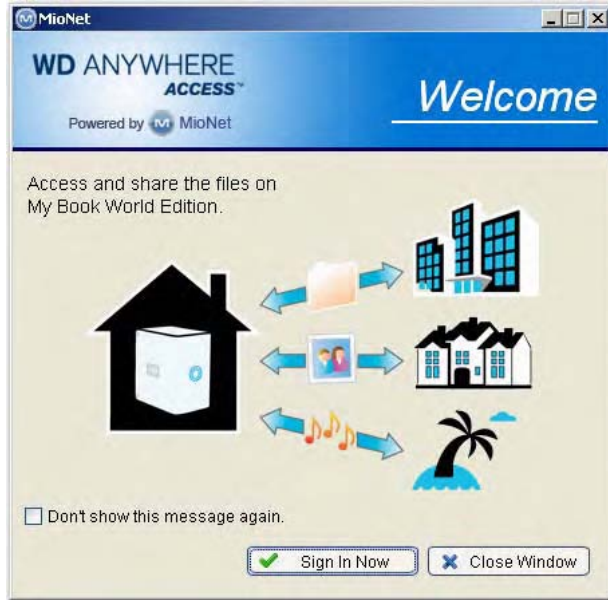 MioNet
WD ANYWHERE
ACCESS™
Welcome
Powered by MioNet
Access and share the files on
My Book World Edition.
Don't show this message again.
Sign In Now
Close Window